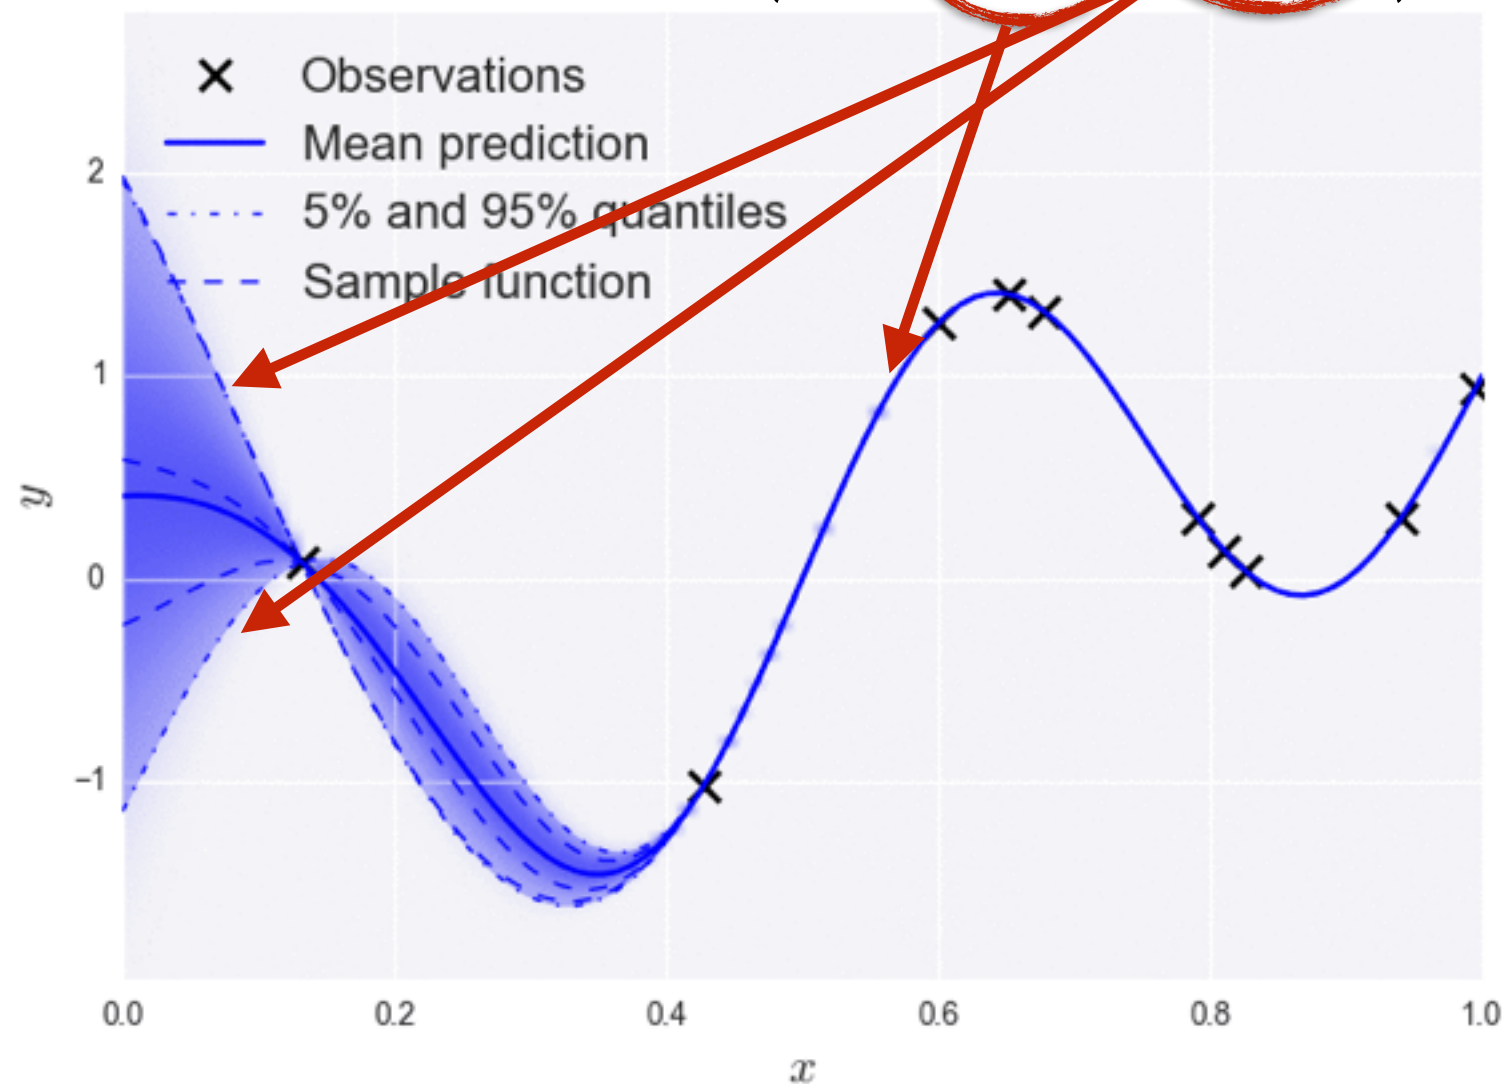 Observations
Mean prediction
5% and 95% quantiles
Sample function
2
1
0
−1
y
0.0 0.2 0.4 0.6 0.8 1.0
x